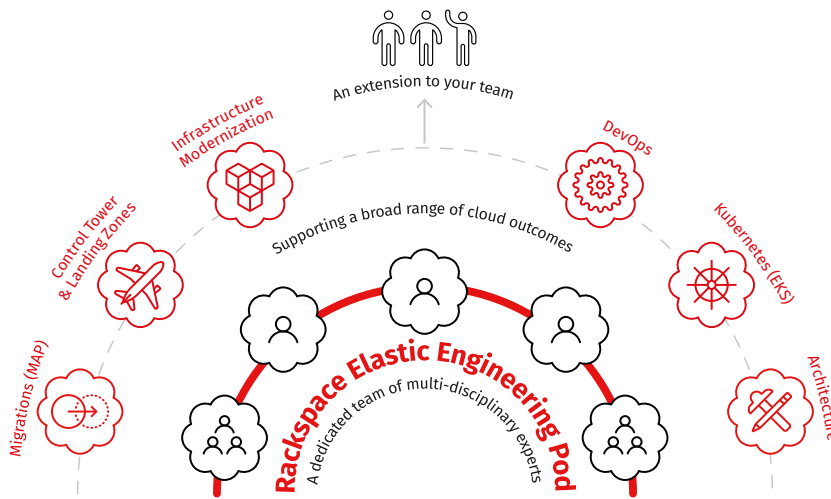 An extension to your team
Infrastructure
Modernization
DevOps
Control Tower
& Landing Zones
Supporting a broad range of cloud outcomes
Kubernetes (EKS)
Migrations (MAP)
Rackspace Elastic Engineering Pod
A dedicated team of multi-disciplinary experts
Architecture